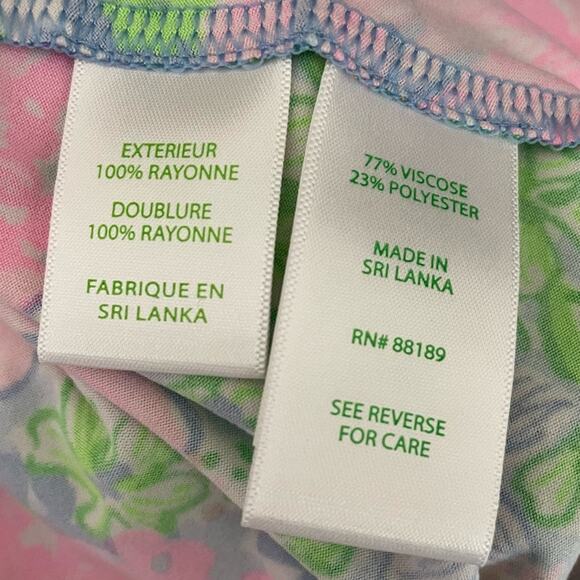 EXTERIEUR
100% RAYONNE
DOUBLURE
100% RAYONNE
FABRIQUE EN
SRI LANKA
77% VISCOSE
23% POLYESTER
MADE IN
SRI LANKA
RN# 88189
SEE REVERSE
FOR CARE